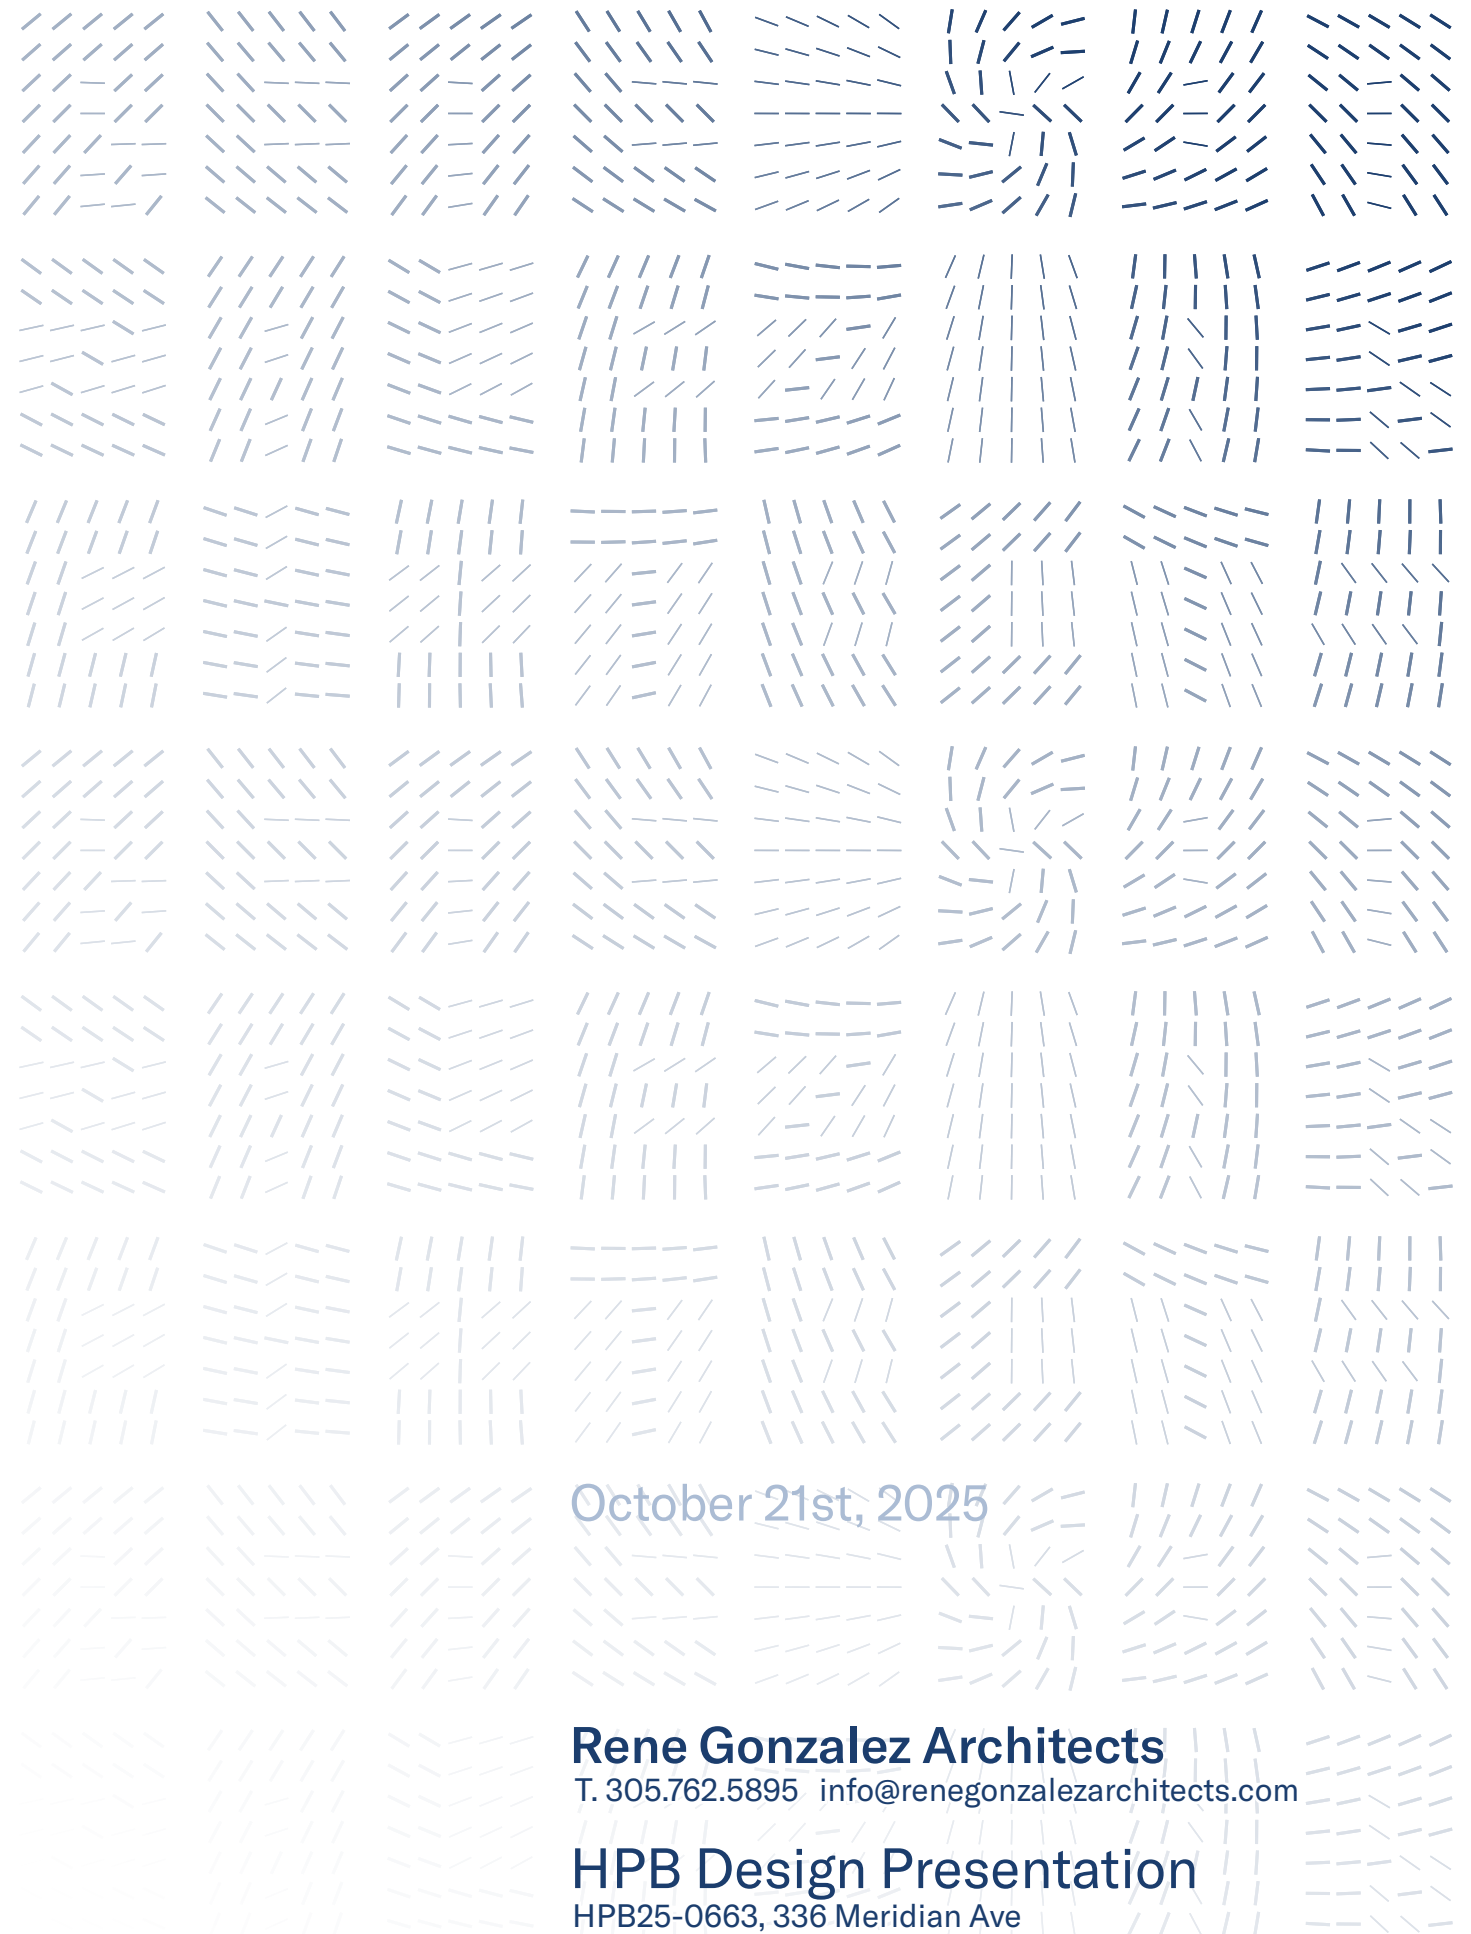 October 21st, 2025
Rene Gonzalez Architects
T. 305.762.5895 info@renegonzalezarchitects.com
HPB Design Presentation
HPB25-0663, 336 Meridian Ave